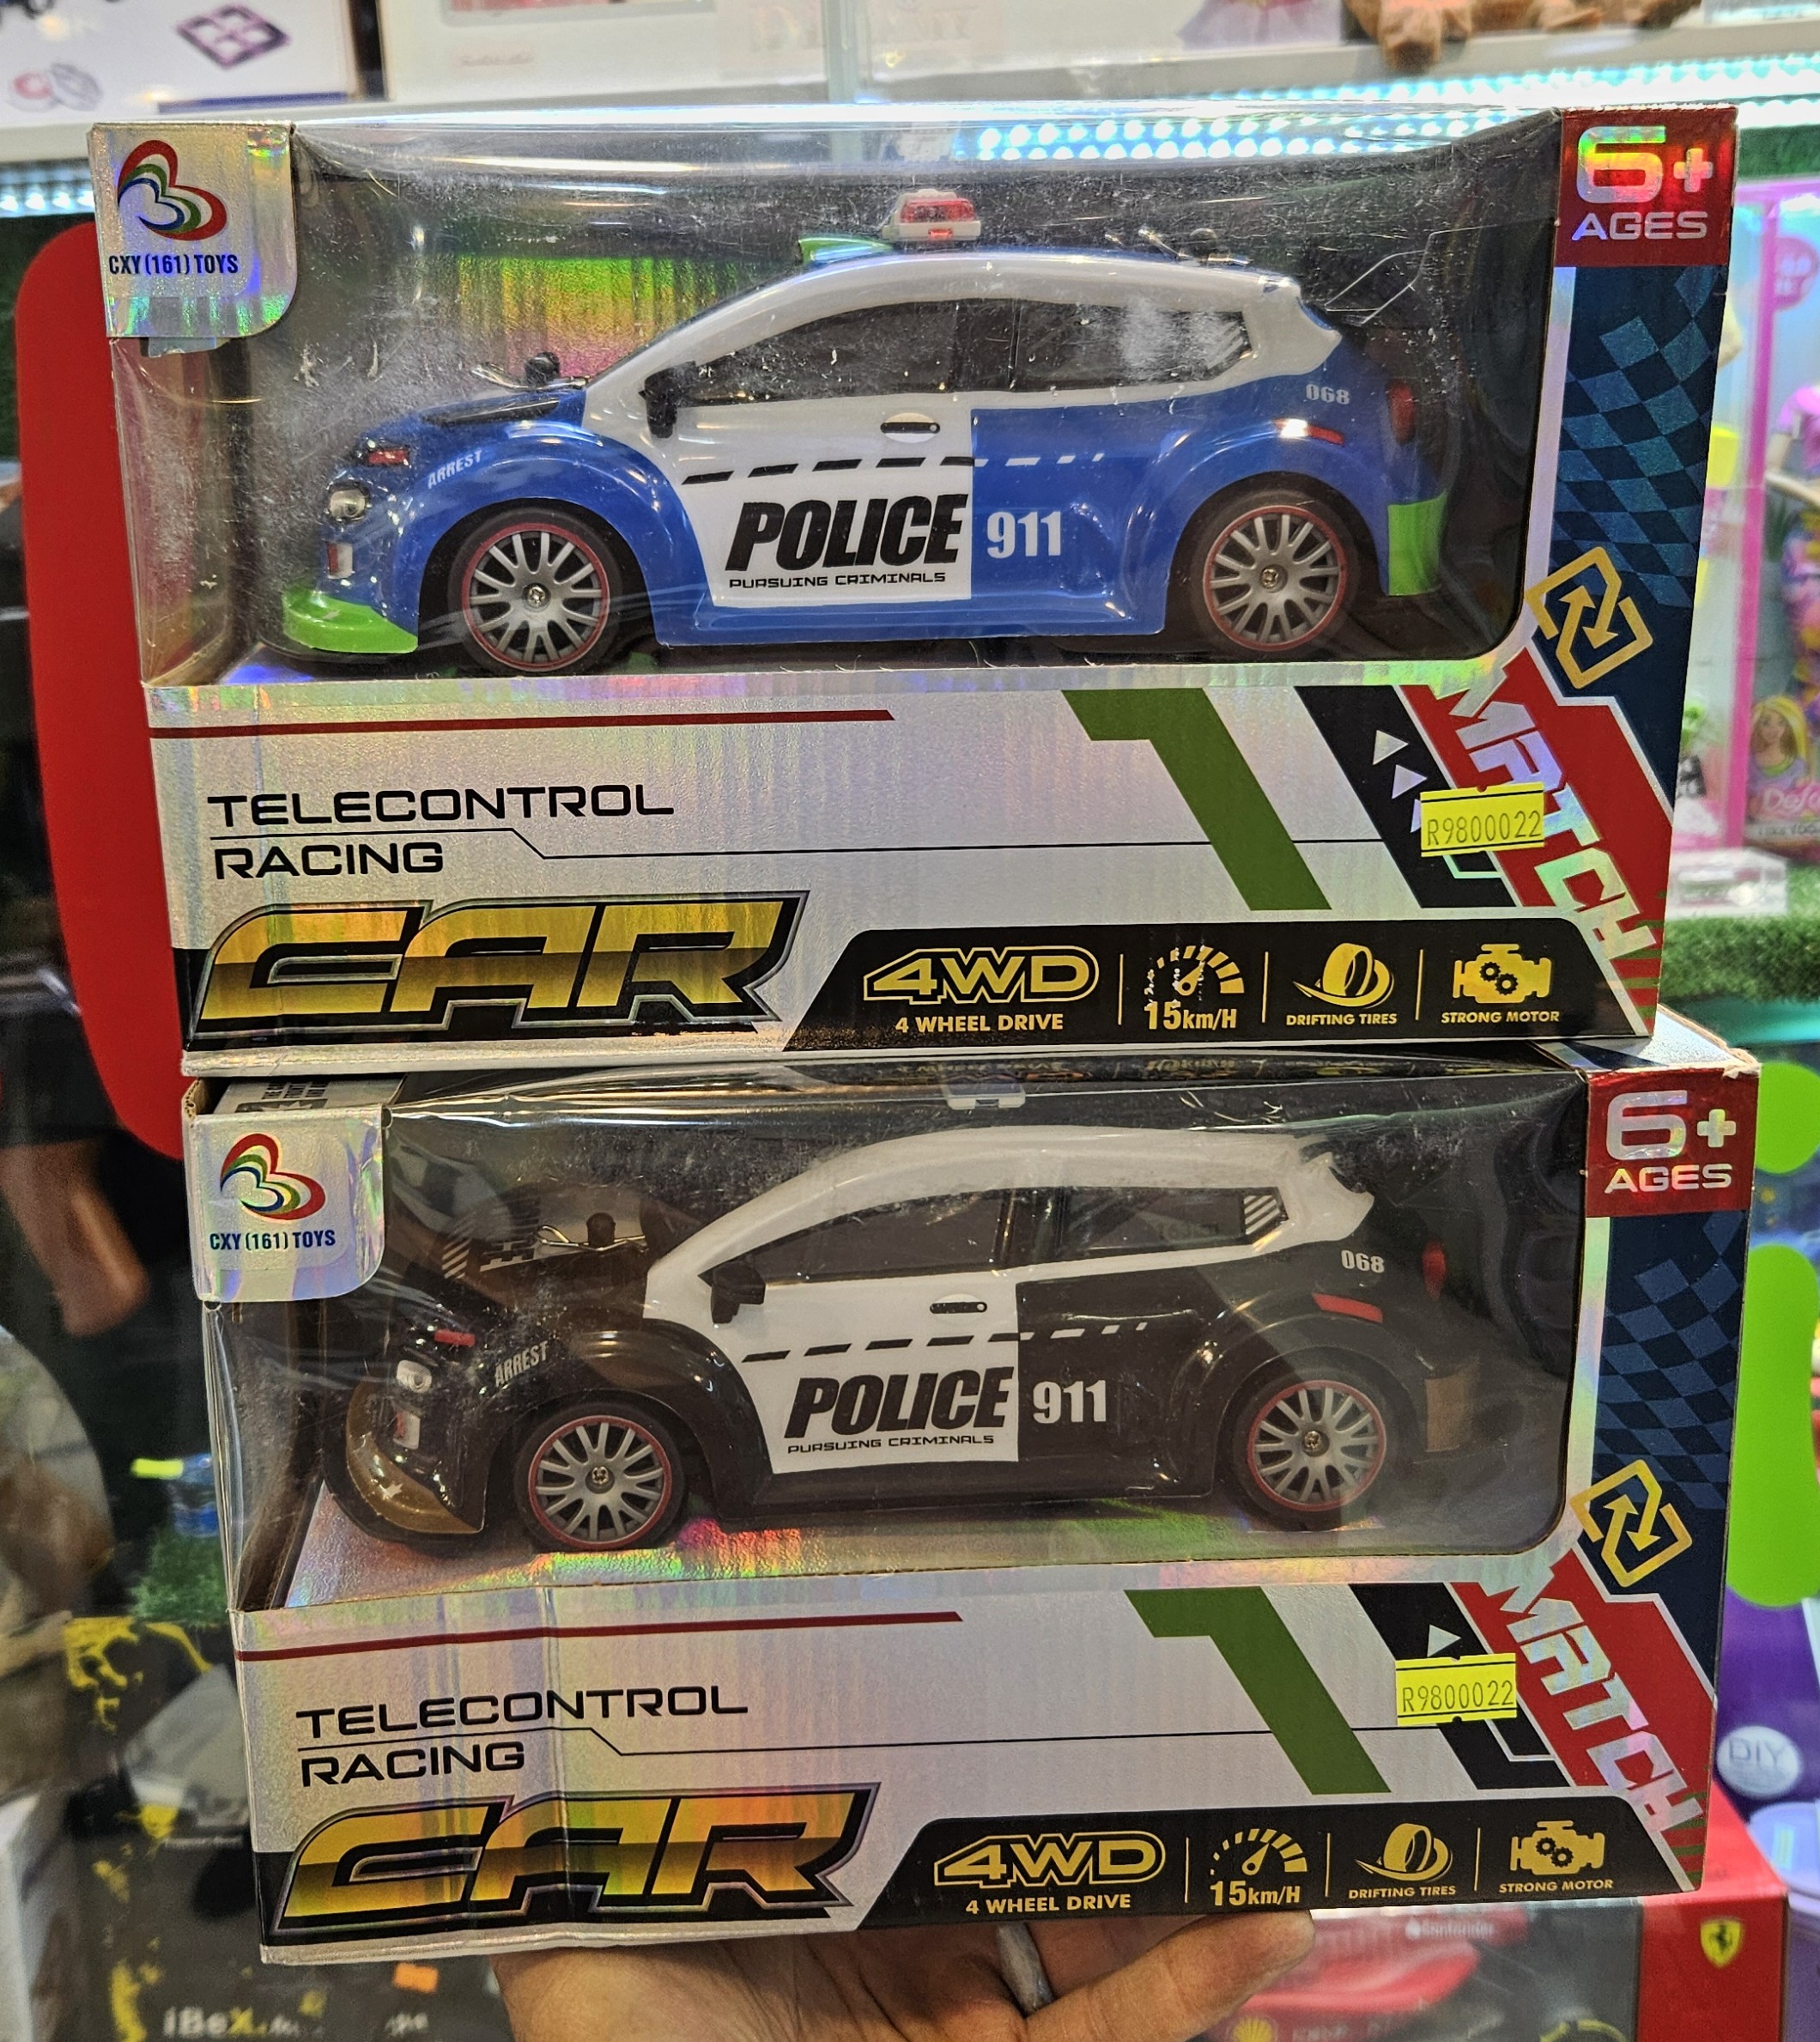 CXY (161) TOYS
6+
AGES
068
ARREST
POLICE
911
PURSUING CRIMINALS
MATCH
TELECONTROL
RACING
R9800022
CAR
4WD
4 WHEEL DRIVE
15km/H
DRIFTING TIRES
STRONG MOTOR
CXY (161) TOYS
6+
AGES
068
ARREST
POLICE
911
PURSUING CRIMINALS
MATCH
TELECONTROL
RACING
R9800022
CAR
4WD
4 WHEEL DRIVE
15km/H
DRIFTING TIRES
STRONG MOTOR
DIY
Santander